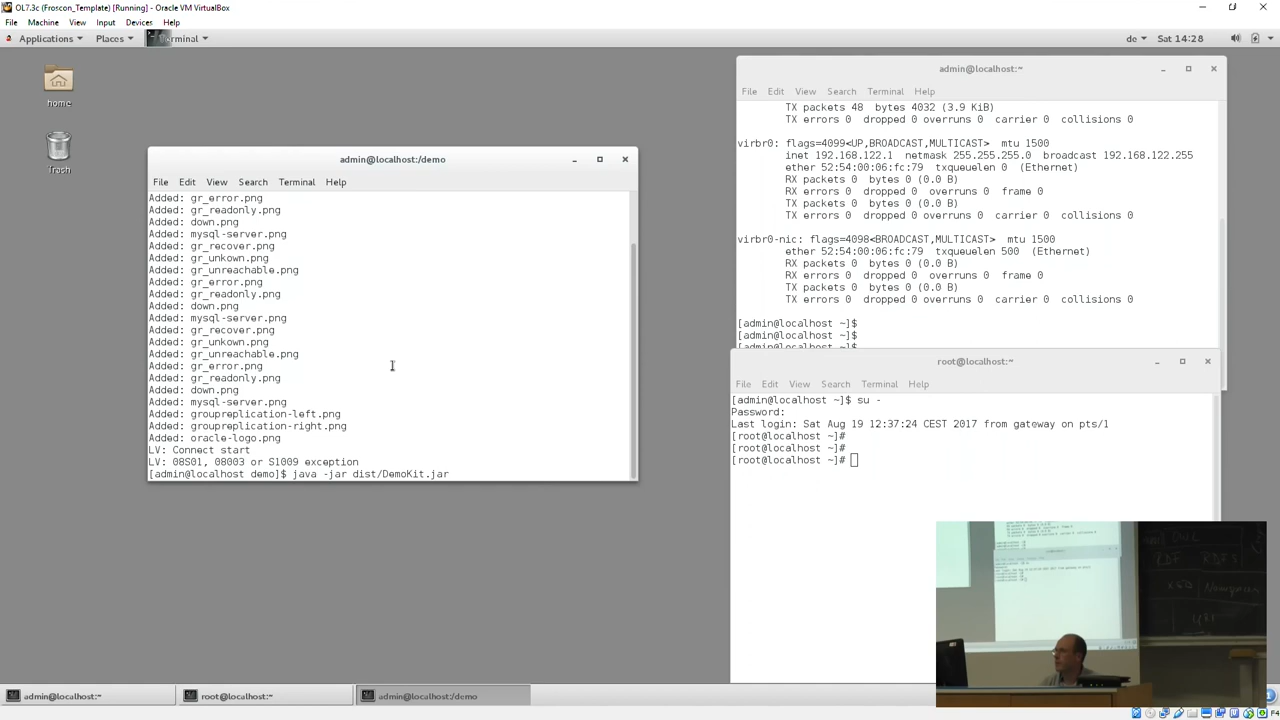 OL7.3c (Froscon_Template) [Running] - Oracle VM VirtualBox
File Machine View Input Devices Help
Applications Places Terminal de Sat 14:28
home
Trash
admin@localhost:~
File Edit View Search Terminal Help
TX packets 48 bytes 4032 (3.9 KiB)
TX errors 0 dropped 0 overruns 0 carrier 0 collisions 0
virbr0: flags=4099<UP,BROADCAST,MULTICAST> mtu 1500
inet 192.168.122.1 netmask 255.255.255.0 broadcast 192.168.122.255
ether 52:54:00:06:fc:79 txqueuelen 0 (Ethernet)
RX packets 0 bytes 0 (0.0 B)
RX errors 0 dropped 0 overruns 0 frame 0
TX packets 0 bytes 0 (0.0 B)
TX errors 0 dropped 0 overruns 0 carrier 0 collisions 0
virbr0-nic: flags=4098<BROADCAST,MULTICAST> mtu 1500
ether 52:54:00:06:fc:79 txqueuelen 500 (Ethernet)
RX packets 0 bytes 0 (0.0 B)
RX errors 0 dropped 0 overruns 0 frame 0
TX packets 0 bytes 0 (0.0 B)
TX errors 0 dropped 0 overruns 0 carrier 0 collisions 0
[admin@localhost ~]$
[admin@localhost ~]$
[admin@localhost ~]$
admin@localhost:/demo
File Edit View Search Terminal Help
Added: gr_error.png
Added: gr_readonly.png
Added: down.png
Added: mysql-server.png
Added: gr_recover.png
Added: gr_unkown.png
Added: gr_unreachable.png
Added: gr_error.png
Added: gr_readonly.png
Added: down.png
Added: mysql-server.png
Added: gr_recover.png
Added: gr_unkown.png
Added: gr_unreachable.png
Added: gr_error.png
Added: gr_readonly.png
Added: down.png
Added: mysql-server.png
Added: groupreplication-left.png
Added: groupreplication-right.png
Added: oracle-logo.png
LV: Connect start
LV: 08S01, 08003 or S1009 exception
[admin@localhost demo]$ java -jar dist/DemoKit.jar
root@localhost:~
File Edit View Search Terminal Help
[admin@localhost ~]$ su -
Password:
Last login: Sat Aug 19 12:37:24 CEST 2017 from gateway on pts/1
[root@localhost ~]#
[root@localhost ~]#
[root@localhost ~]#
RDF RDFS
admin@localhost:~ root@localhost:~ admin@localhost:/demo